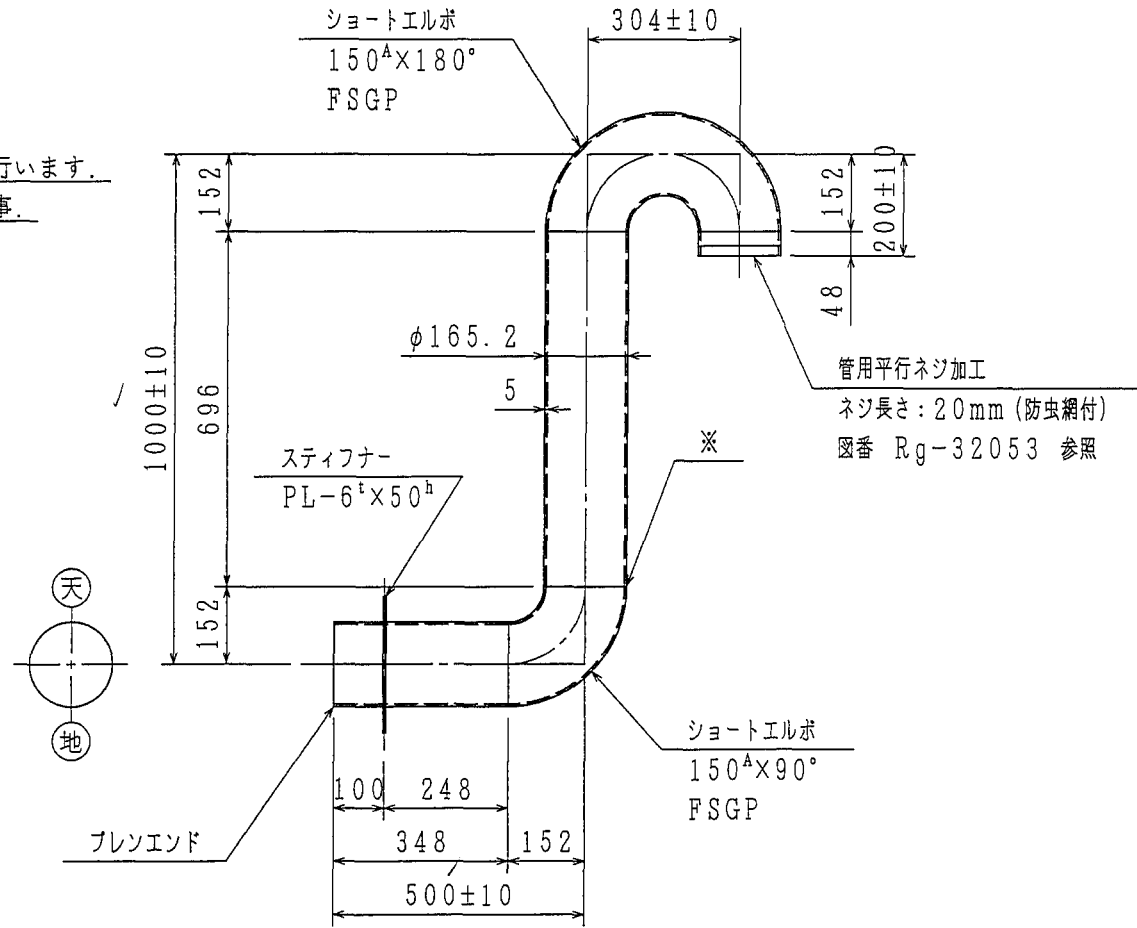 ショートエルボ
150ᴬ×180°
FSGP
304±10
行います.
事.
152
152
200±10
48
1000±10
696
φ165.2
5
管用平行ネジ加工
ネジ長さ:20mm (防虫網付)
図番 Rg-32053 参照
※
スティフナー
PL-6ᵗ×50ʰ
152
天
地
ショートエルボ
150ᴬ×90°
FSGP
100
248
プレンエンド
348
152
500±10